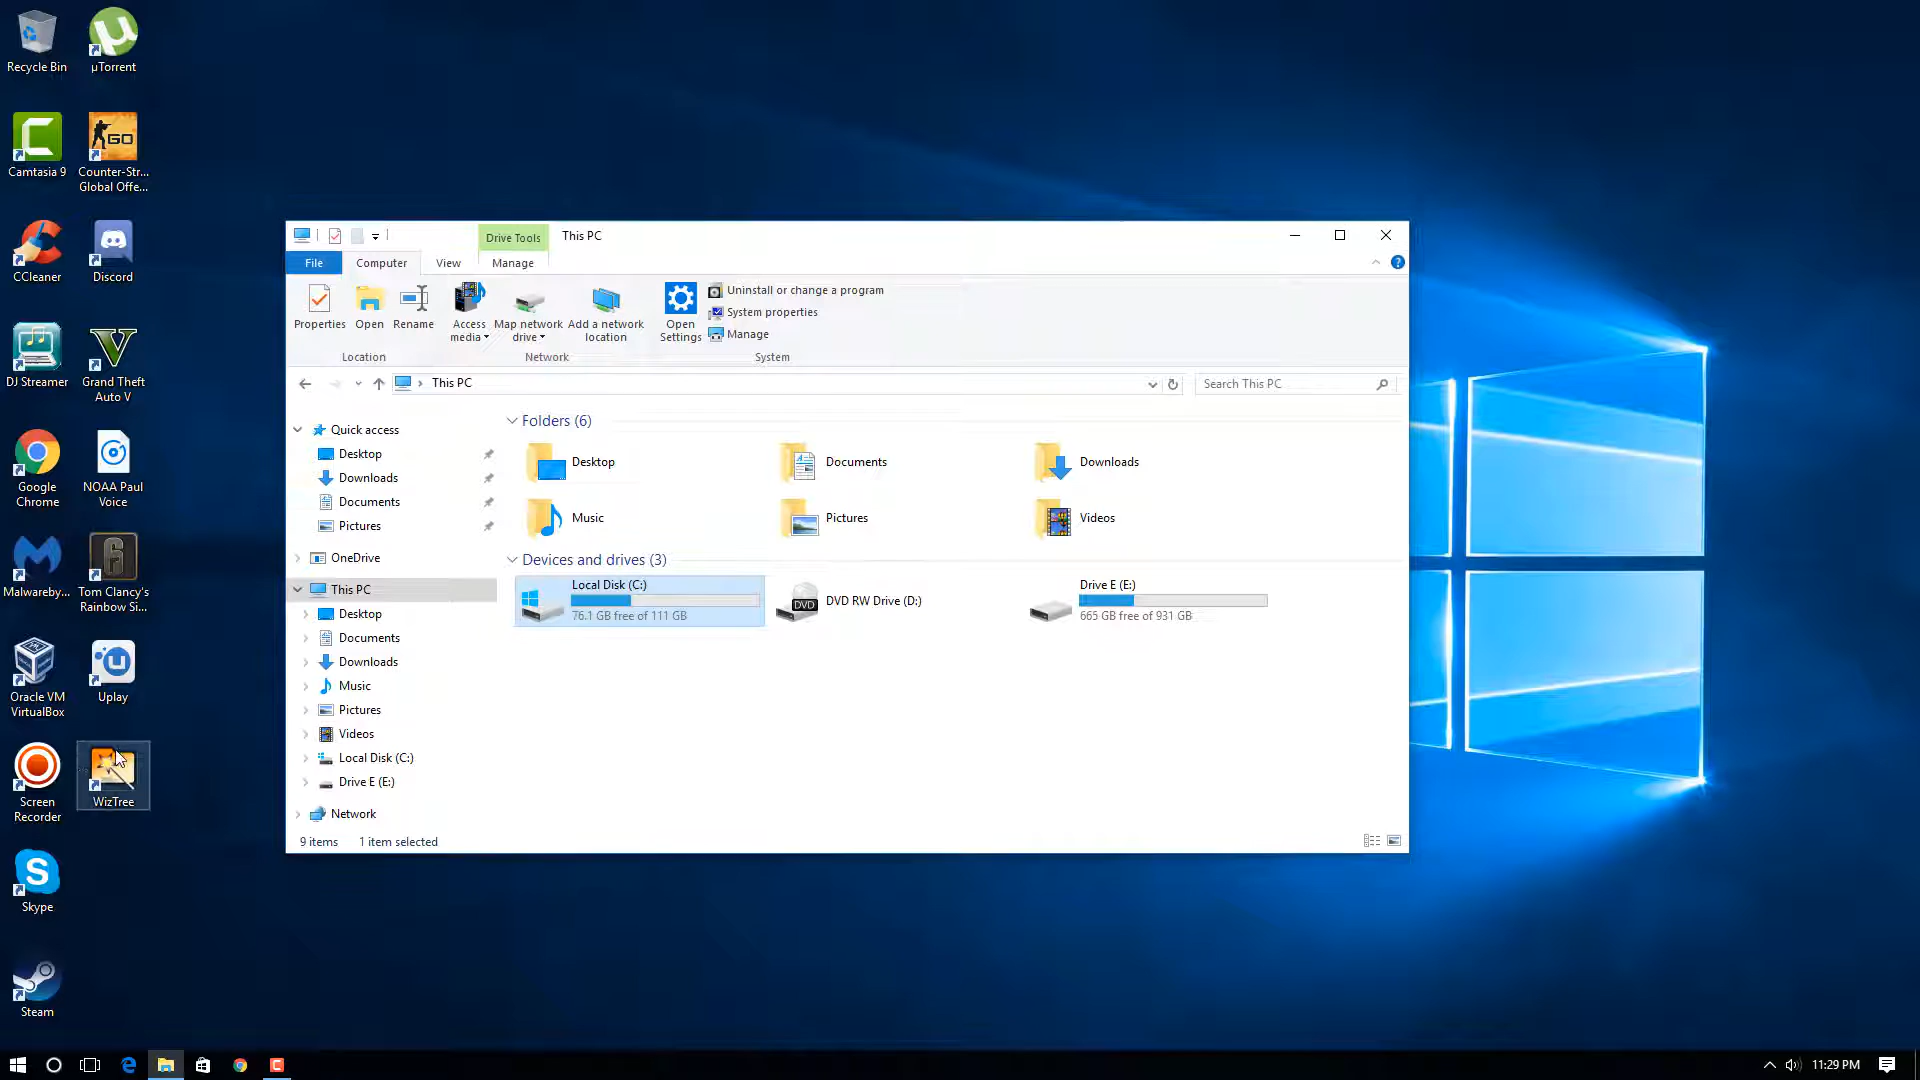 Recycle Bin
µTorrent
Camtasia 9
Counter-Str...
Global Offe...
GO
CCleaner
Discord
DJ Streamer
Grand Theft
Auto V
Google
Chrome
NOAA Paul
Voice
Malwareby...
Tom Clancy's
Rainbow Si...
Oracle VM
VirtualBox
Uplay
Screen
Recorder
WizTree
Skype
Steam
Drive Tools
This PC
File
Computer
View
Manage
Properties
Open
Rename
Access
media
Map network
drive
Add a network
location
Open
Settings
Uninstall or change a program
System properties
Manage
Location
Network
System
This PC
Search This PC
Quick access
Desktop
Downloads
Documents
Pictures
OneDrive
This PC
Desktop
Documents
Downloads
Music
Pictures
Videos
Local Disk (C:)
Drive E (E:)
Network
Folders (6)
Desktop
Documents
Downloads
Music
Pictures
Videos
Devices and drives (3)
Local Disk (C:)
76.1 GB free of 111 GB
DVD
DVD RW Drive (D:)
Drive E (E:)
665 GB free of 931 GB
9 items
1 item selected
11:29 PM